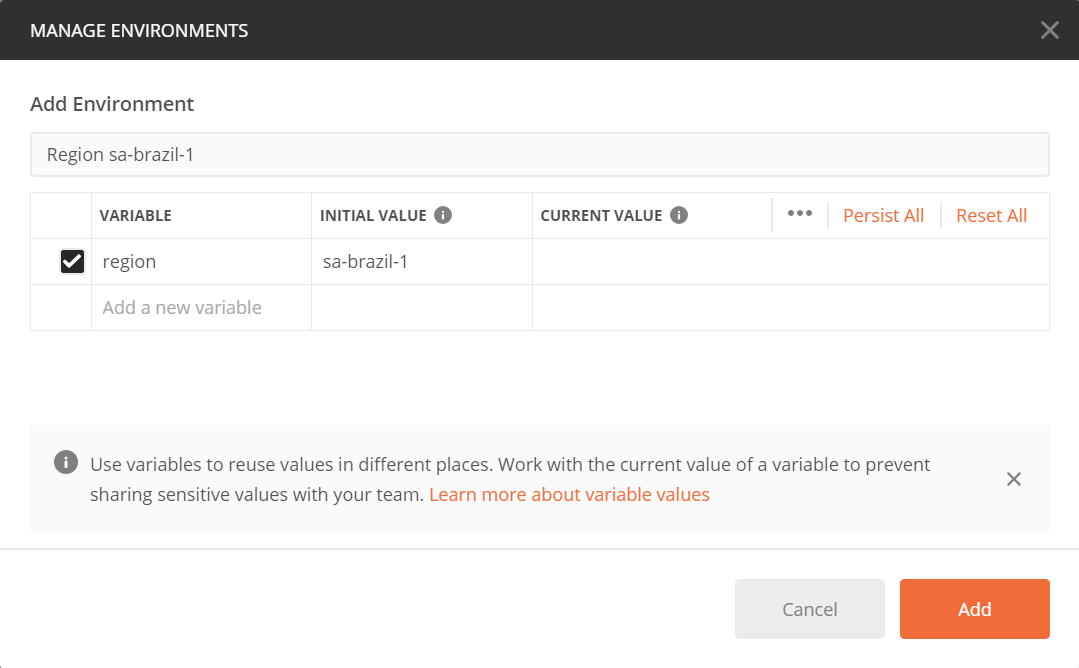 MANAGE ENVIRONMENTS
Add Environment
Region sa-brazil-1
VARIABLE INITIAL VALUE CURRENT VALUE Persist All Reset All
region sa-brazil-1
Add a new variable
Use variables to reuse values in different places. Work with the current value of a variable to prevent
sharing sensitive values with your team. Learn more about variable values
Cancel Add